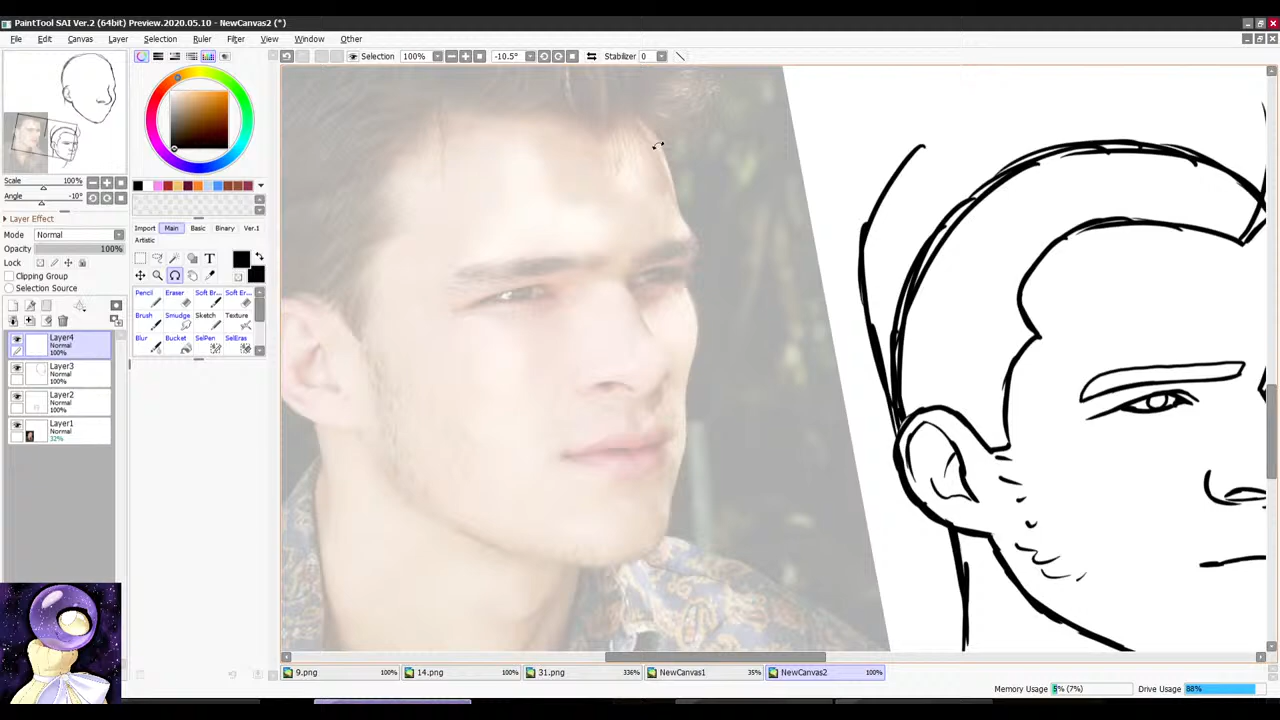 PaintTool SAI Ver.2 (64bit) Preview.2020.05.10 - NewCanvas2 (*)
File Edit Canvas Layer Selection Ruler Filter View Window Other
Selection 100% -10.5° Stabilizer 0
Scale 100%
Angle -10°
Layer Effect
Mode Normal
Opacity 100%
Lock
Clipping Group
Selection Source
Layer4
Normal
100%
Layer3
Normal
100%
Layer2
Normal
100%
Layer1
Normal
32%
Import Main Basic Ver.1
Artistic Binary
T
Pencil Eraser Soft Br... Soft Er...
Brush Smudge Sketch Texture
Blur Bucket SelPen SelEras
9.png 100% 14.png 100% 31.png 336% NewCanvas1 35% NewCanvas2 100%
Memory Usage 5% (7%) Drive Usage 88%